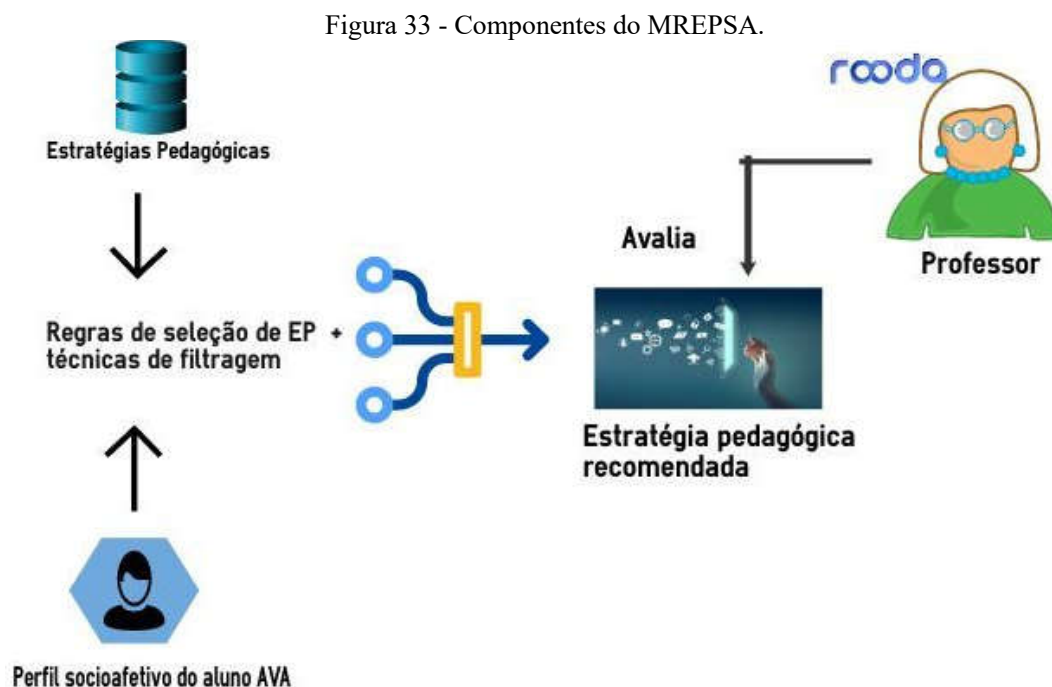 Figura 33 - Componentes do MREPSA.
rooda
Estratégias Pedagógicas
Avalia
Professor
Regras de seleção de EP +
técnicas de filtragem
Estratégia pedagógica
recomendada
Perfil socioafetivo do aluno AVA